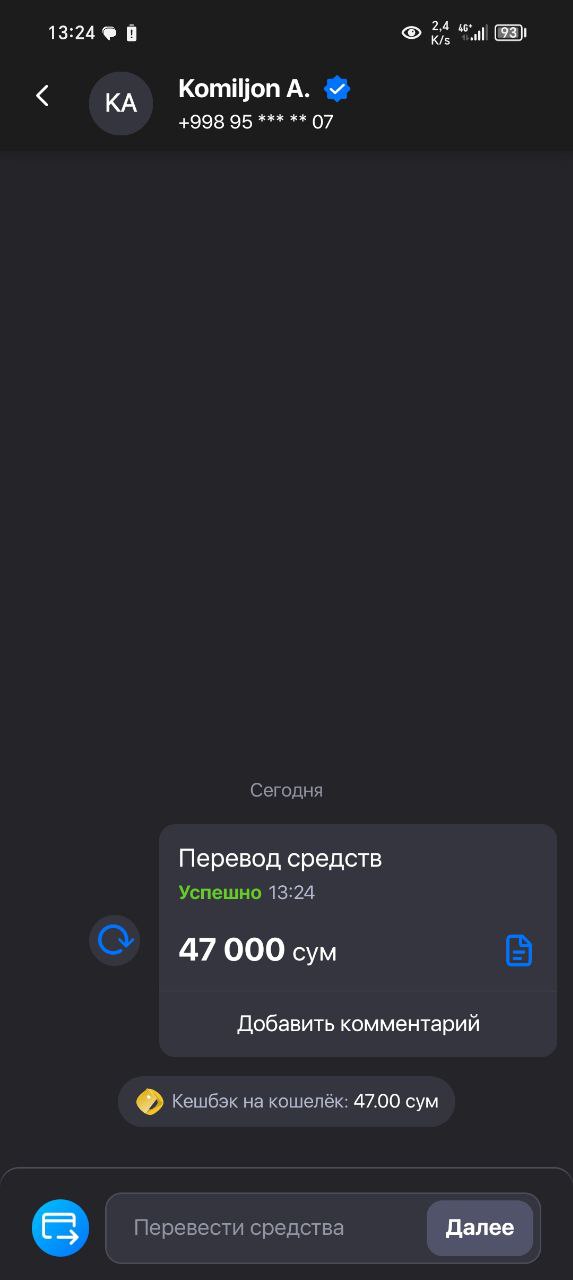 13:24
2,4
K/s
4G+
93
KA
Komiljon A.
+998 95 *** ** 07
Сегодня
Перевод средств
Успешно 13:24
47 000 сум
Добавить комментарий
Кешбэк на кошелёк: 47.00 сум
Перевести средства
Далее